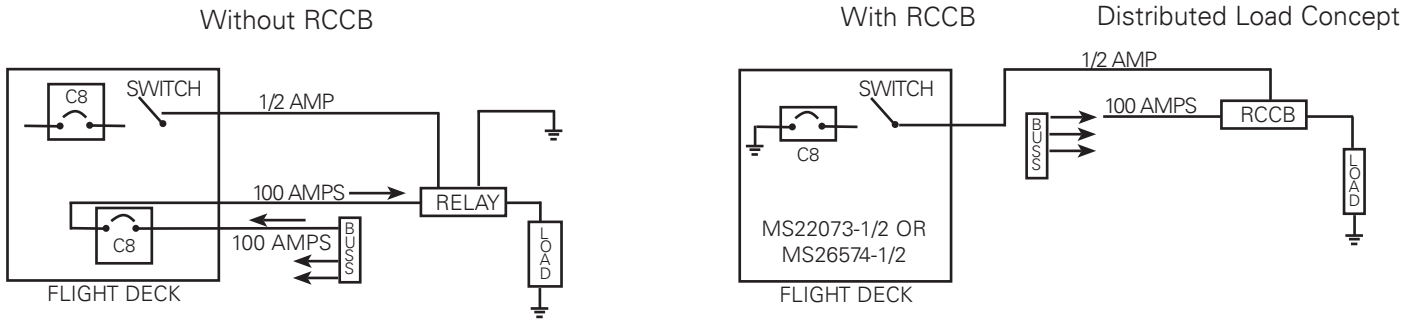 Without RCCB
C8
SWITCH
1/2 AMP
100 AMPS
RELAY
C8
100 AMPS
BUSS
LOAD
FLIGHT DECK
With RCCB
Distributed Load Concept
1/2 AMP
SWITCH
C8
BUSS
100 AMPS
RCCB
LOAD
MS22073-1/2 OR
MS26574-1/2
FLIGHT DECK